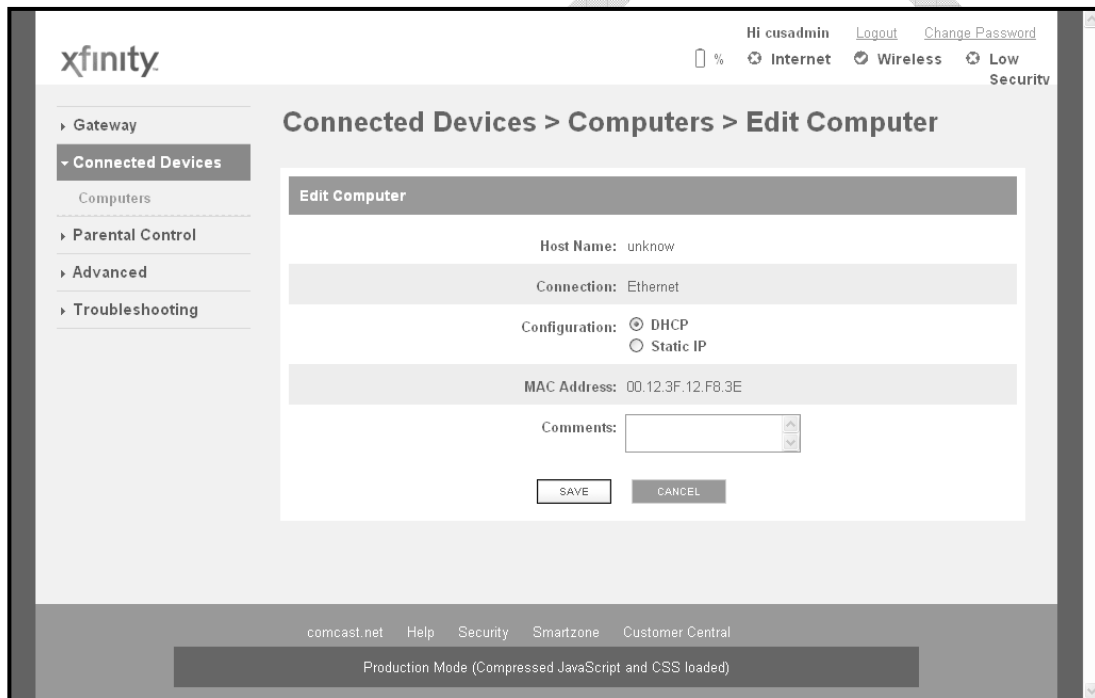 xfinity.
Hi cusadmin Logout Change Password
% Internet Wireless Low Security
Gateway
Connected Devices
Computers
Parental Control
Advanced
Troubleshooting
Connected Devices > Computers > Edit Computer
Edit Computer
Host Name: unknow
Connection: Ethernet
Configuration: DHCP
Static IP
MAC Address: 00.12.3F.12.F8.3E
Comments:
SAVE CANCEL
comcast.net Help Security Smartzone Customer Central
Production Mode (Compressed JavaScript and CSS loaded)